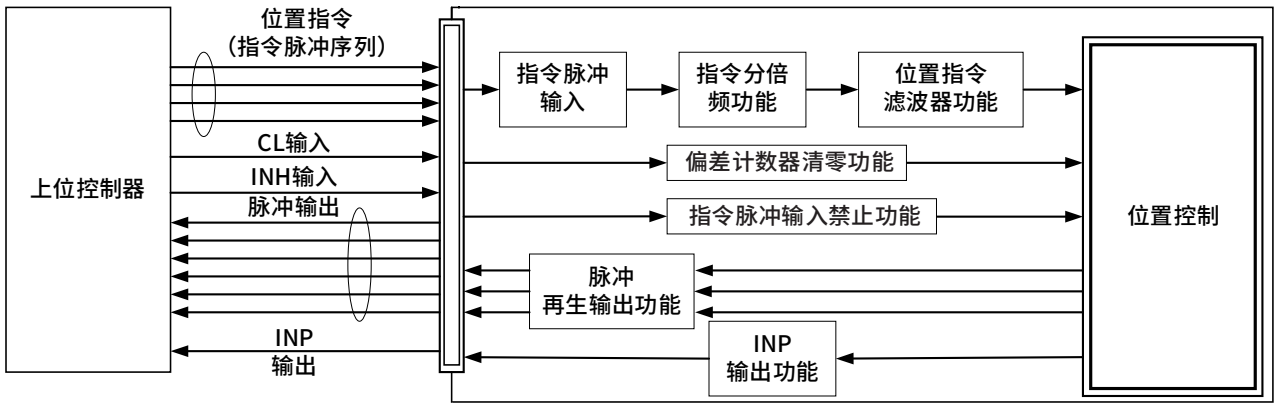 位置指令
（指令脉冲序列）
CL输入
INH输入
脉冲输出
INP
输出
上位控制器
指令脉冲
输入
指令分倍
频功能
位置指令
滤波器功能
偏差计数器清零功能
指令脉冲输入禁止功能
脉冲
再生输出功能
INP
输出功能
位置控制